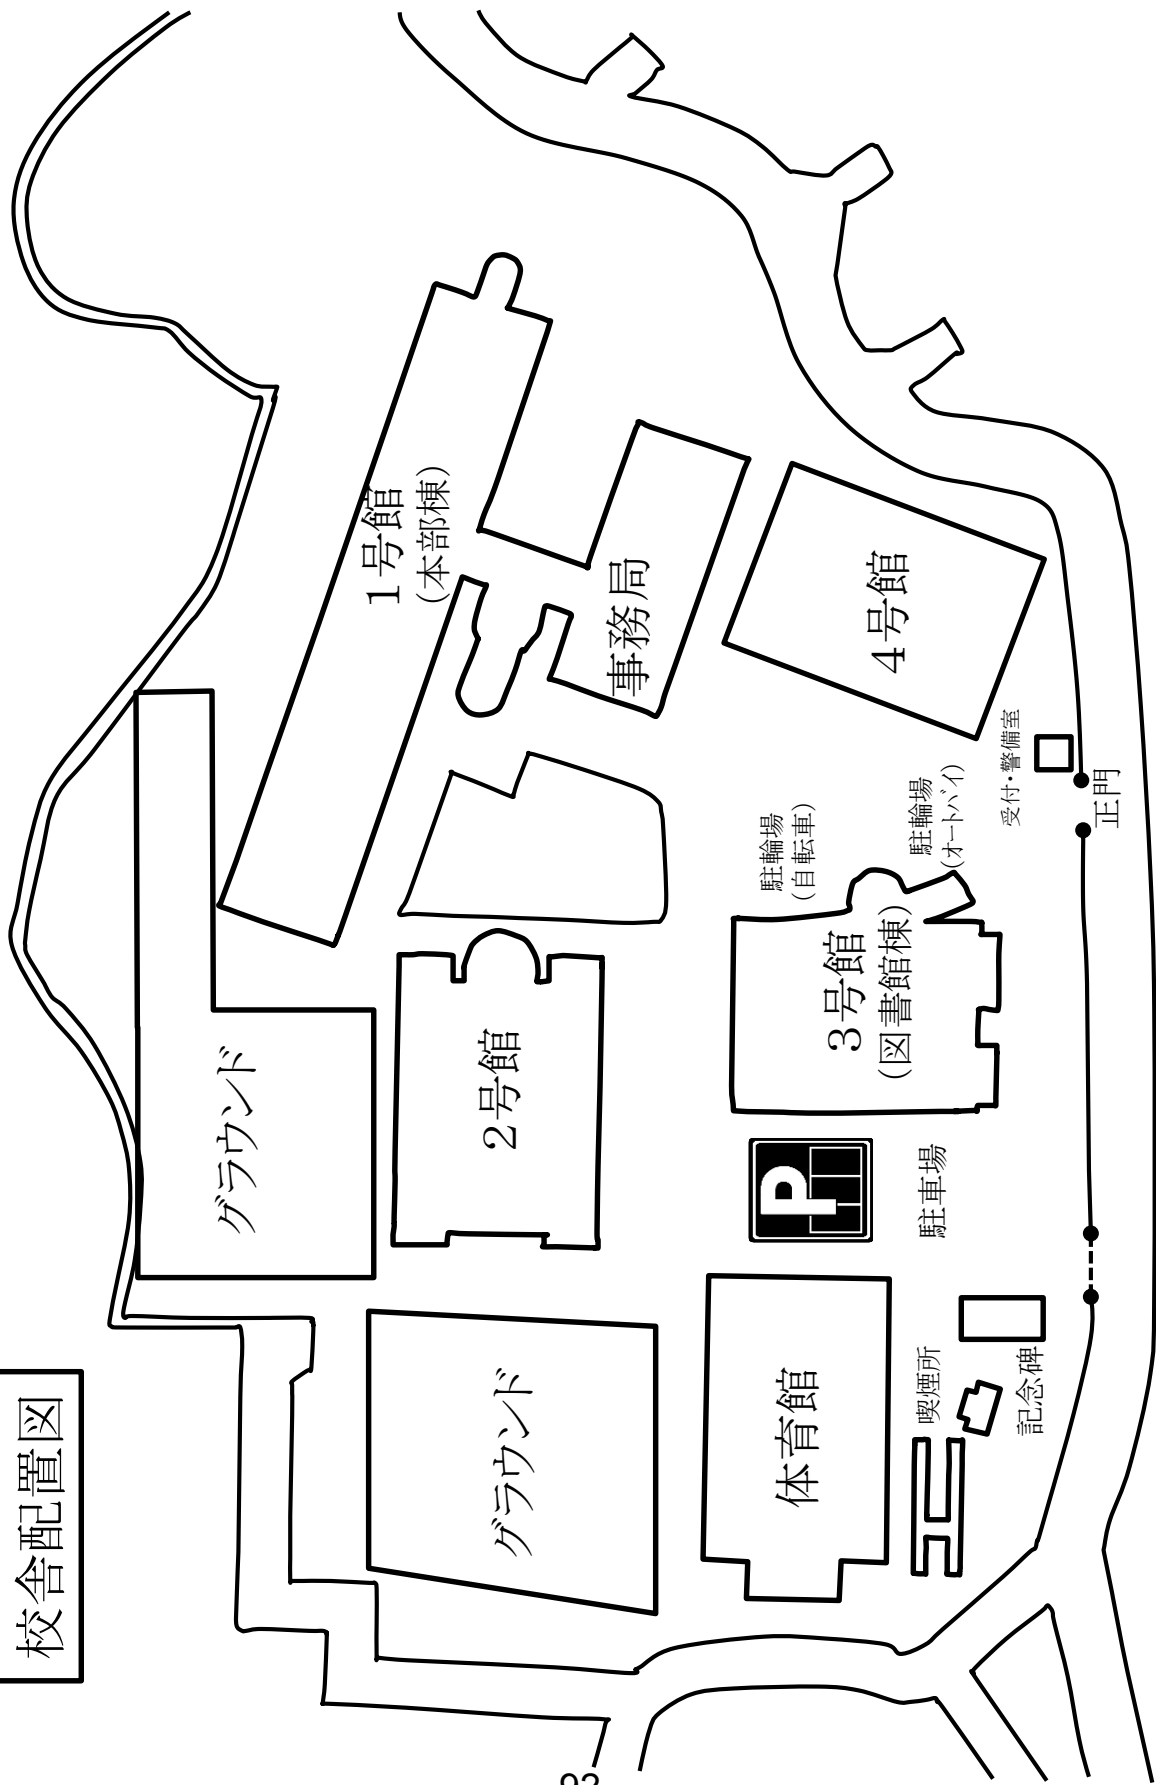 校舎配置図
グラウンド
グラウンド
1号館
(本部棟)
2号館
事務局
体育館
P
駐車場
3号館
(図書館棟)
駐輪場
(自転車)
駐輪場
(オートバイ)
4号館
喫煙所
記念碑
受付・警備室
正門